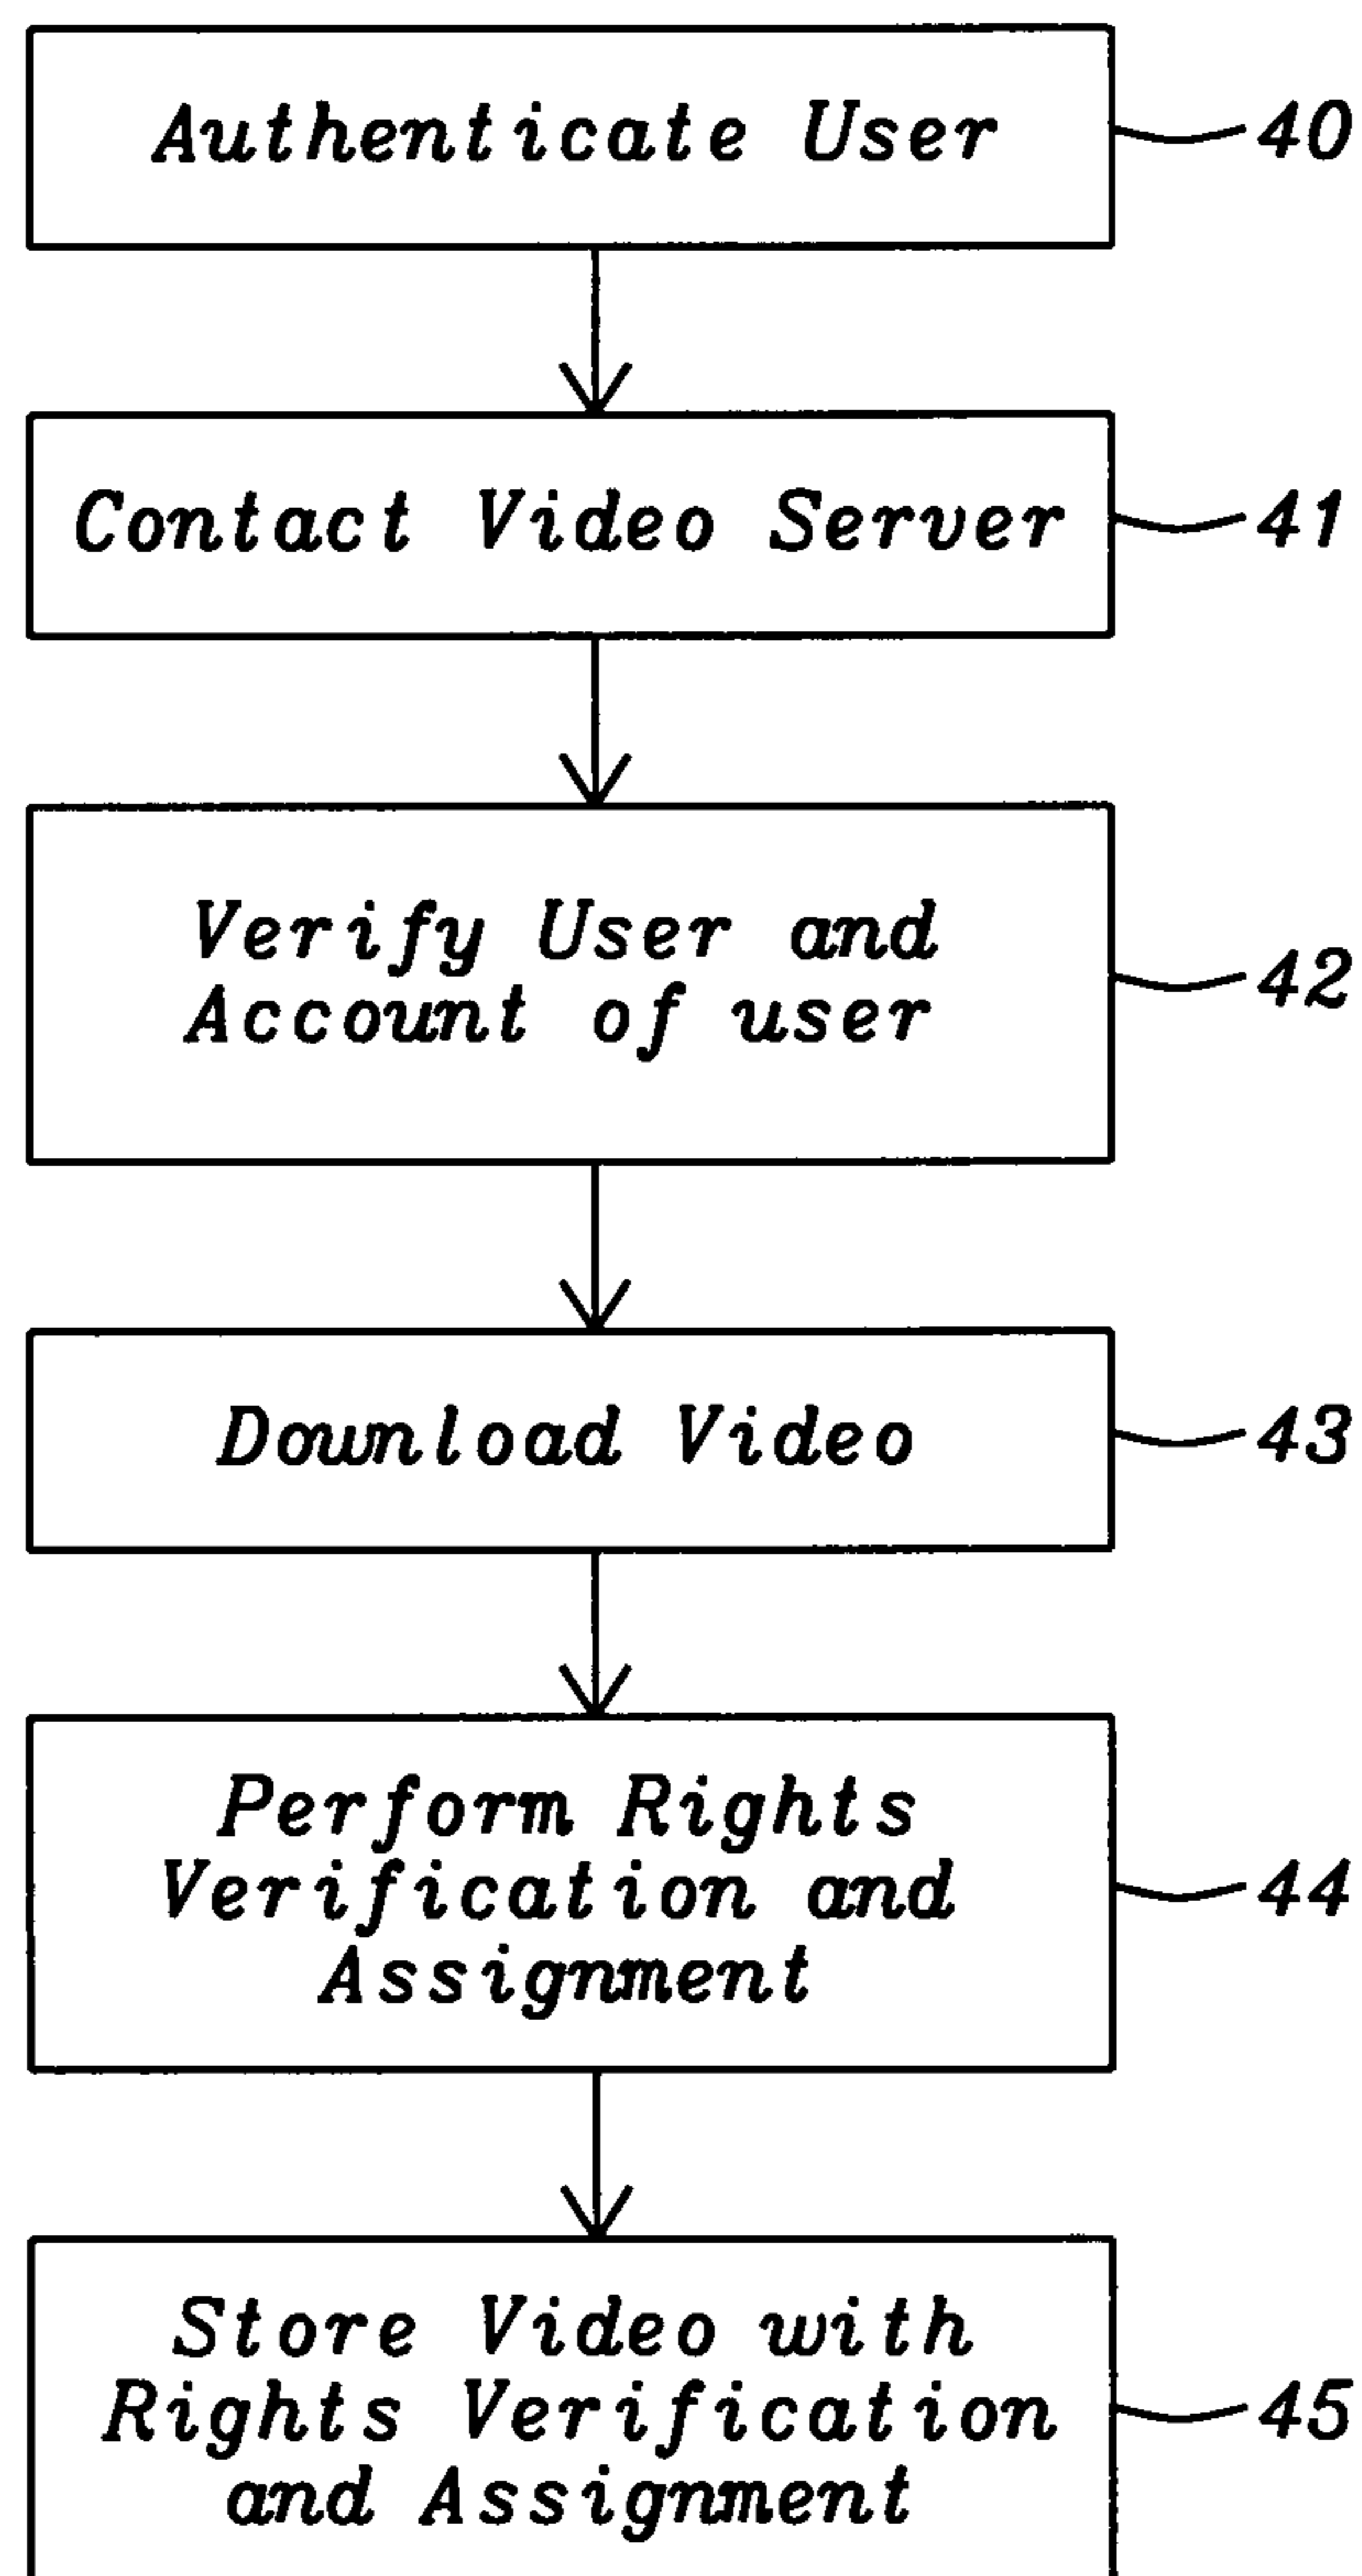 Authenticate User
40
Contact Video Server
41
Verify User and
Account of user
42
Download Video
43
Perform Rights
Verification and
Assignment
44
Store Video with
Rights Verification
and Assignment
45